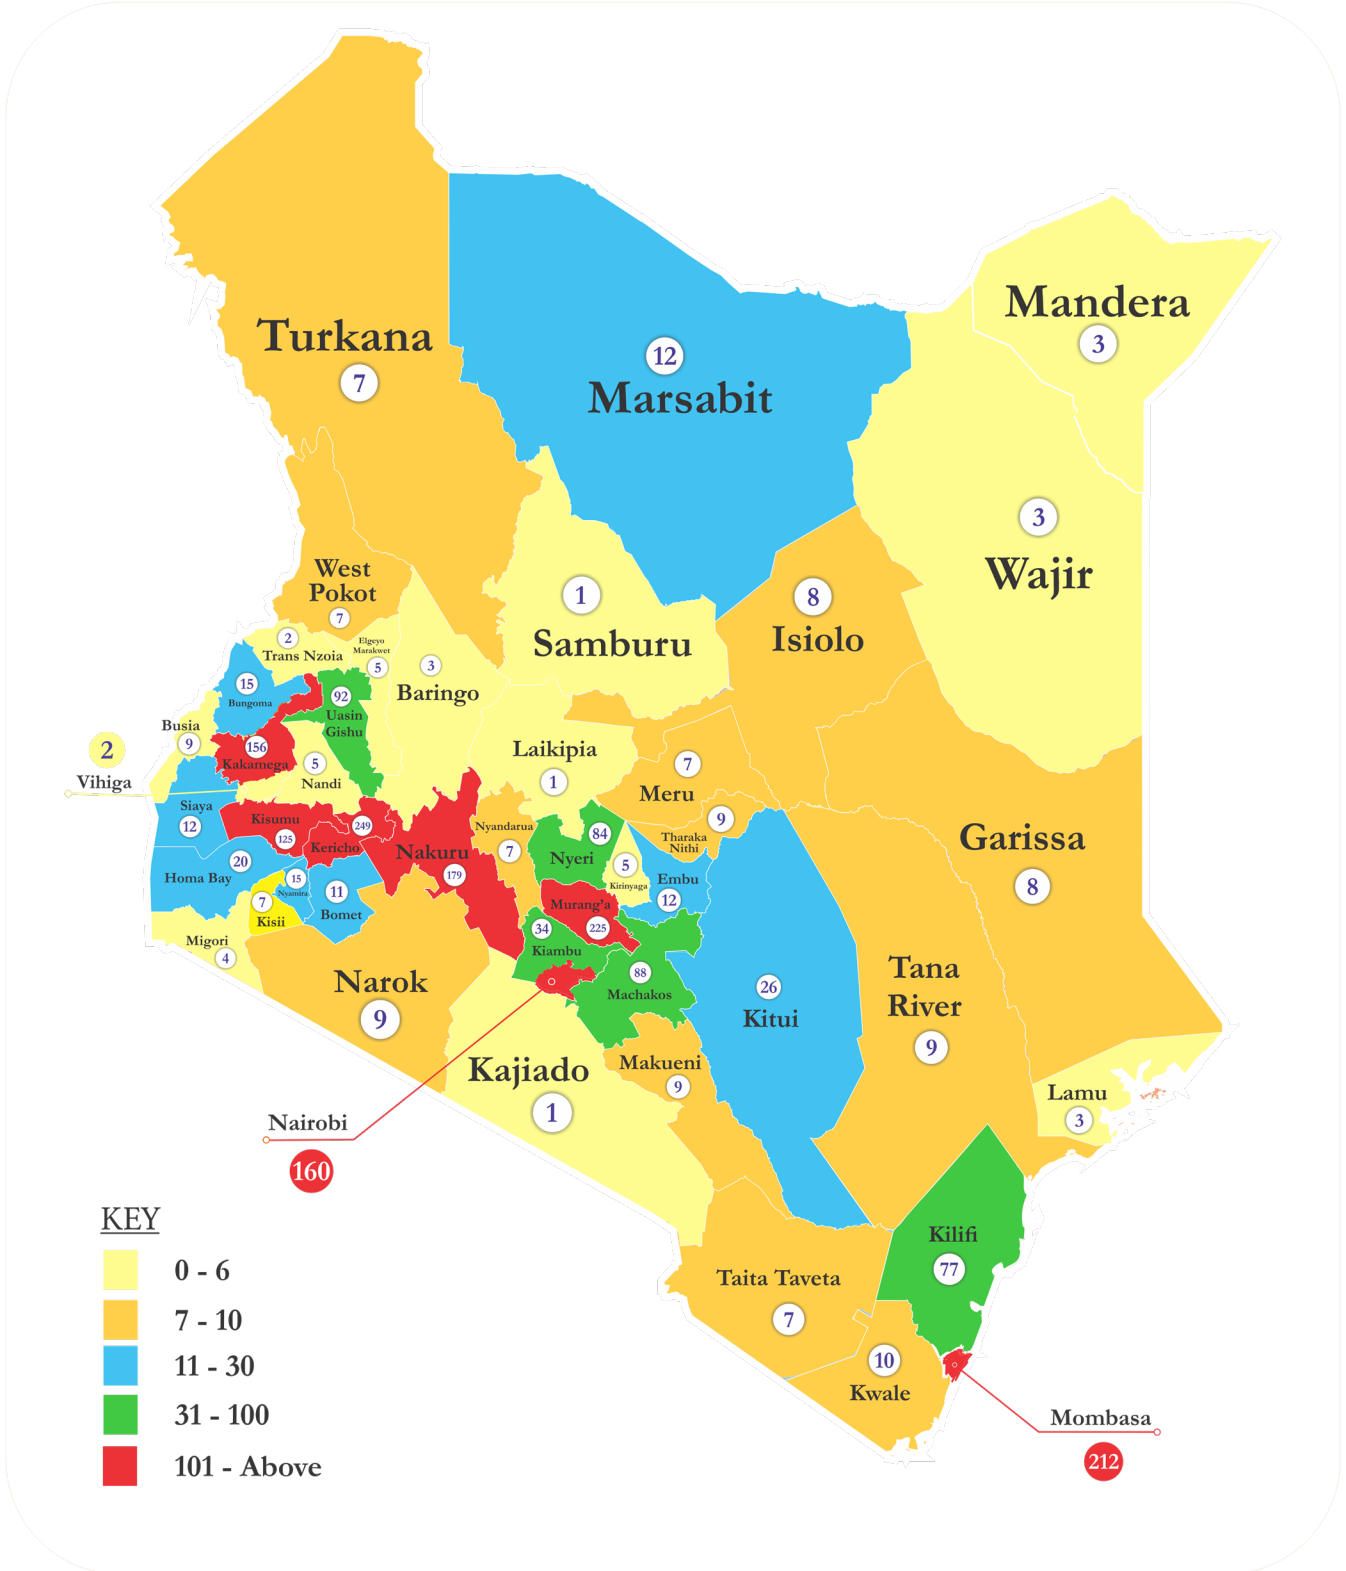 Mandera
3
Turkana
7
12
Marsabit
3
Wajir
West
Pokot
7
1
Samburu
8
Isiolo
2
Trans Nzoia
Elgeyo
Marakwet
5
3
Baringo
15
Bungoma
92
Uasin
Gishu
Busia
9
2
Vihiga
156
Kakamega
5
Nandi
Laikipia
1
7
Meru
9
Tharaka
Nithi
Siaya
12
Kisumu
125
249
Kericho
Nakuru
179
Nyandarua
7
84
Nyeri
5
Kirinyaga
Embu
12
Garissa
8
20
Homa Bay
15
Nyamira
11
Bomet
7
Kisii
Murang'a
225
Migori
4
34
Kiambu
88
Machakos
Narok
9
26
Kitui
Tana
River
9
Kajiado
1
Makueni
9
Lamu
3
Nairobi
160
Kilifi
77
Taita Taveta
7
10
Kwale
Mombasa
212
KEY
0 - 6
7 - 10
11 - 30
31 - 100
101 - Above